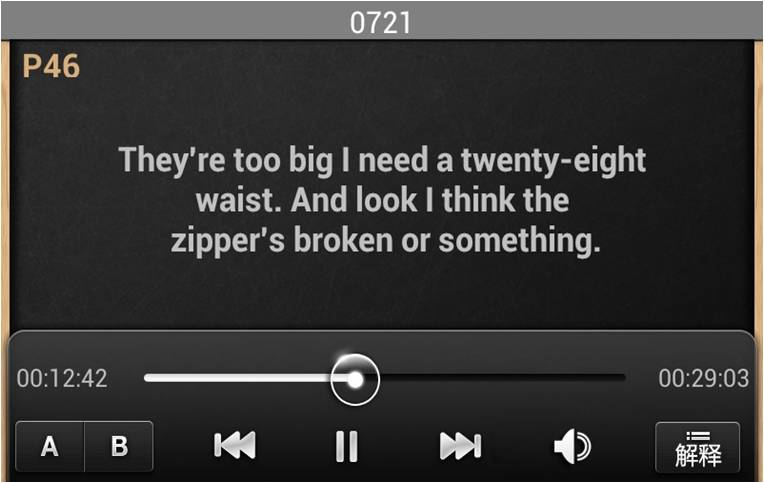 0721
P46
They're too big I need a twenty-eight
waist. And look I think the
zipper's broken or something.
00:12:42
00:29:03
A
B
解释